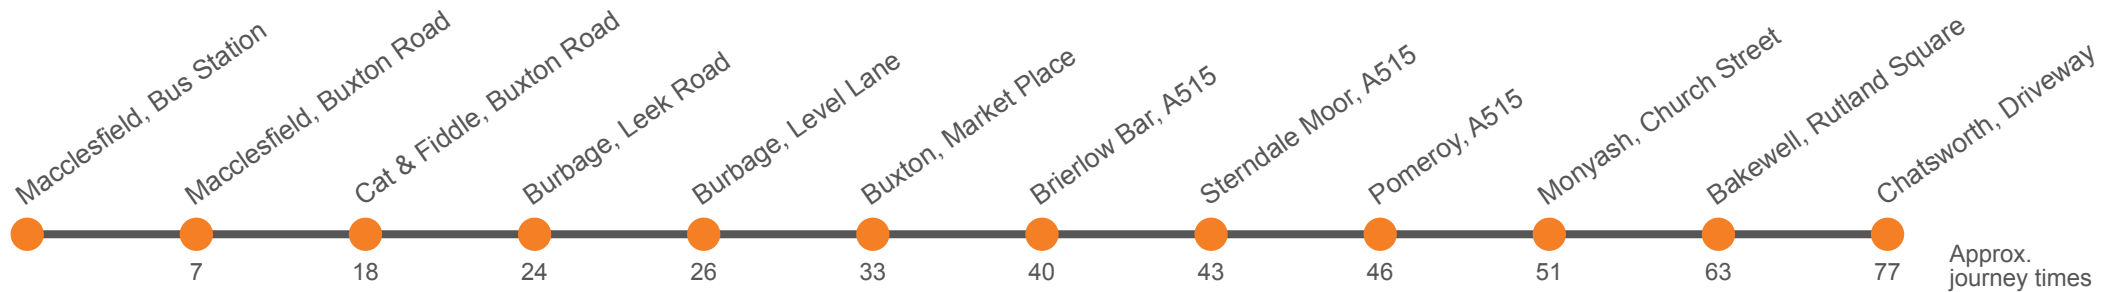 Macclesfield, Bus Station
Macclesfield, Buxton Road
Cat & Fiddle, Buxton Road
Burbage, Leek Road
Burbage, Level Lane
Buxton, Market Place
Brierlow Bar, A515
Sterndale Moor, A515
Pomeroy, A515
Monyash, Church Street
Bakewell, Rutland Square
Chatsworth, Driveway
7 18 24 26 33 40 43 46 51 63 77
Approx.
journey times